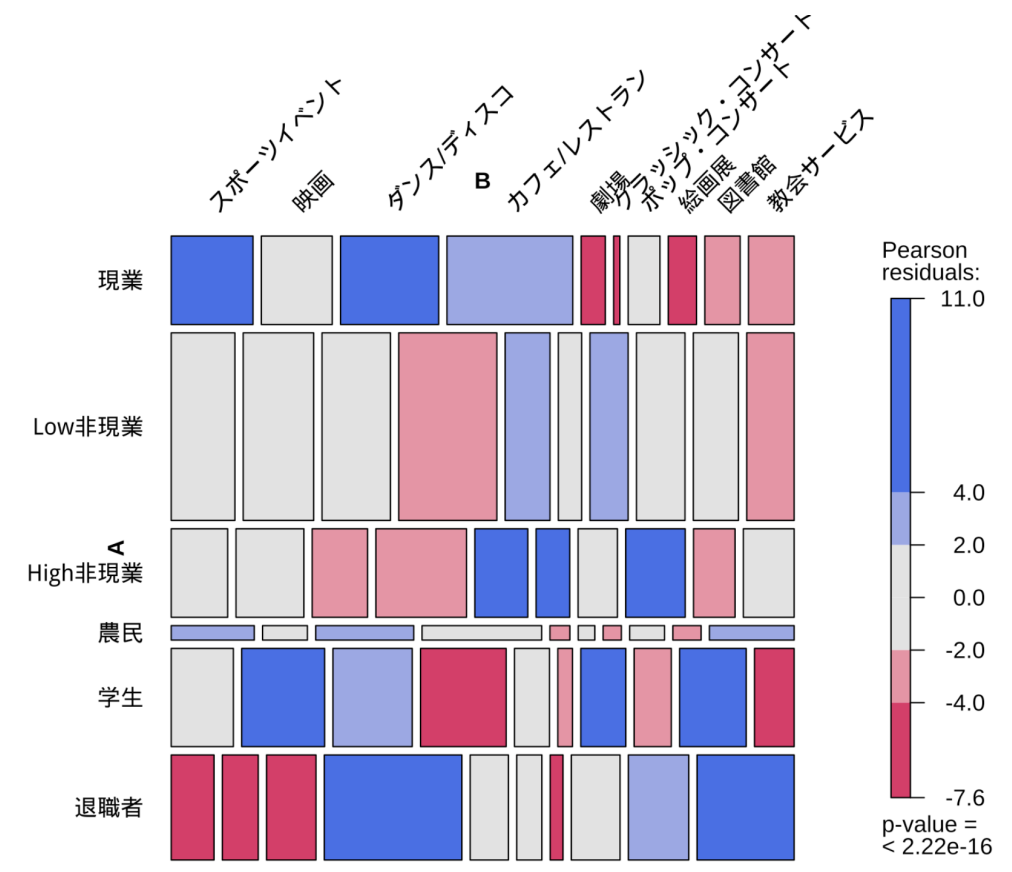 スポーツイベント
映画
ダンス/ディスコ
B
カフェ/レストラン
劇場
クラッシック・コンサート
ポップ・コンサート
絵画展
図書館
教会サービス
現業
Low非現業
A
High非現業
農民
学生
退職者
Pearson
residuals:
11.0
4.0
2.0
0.0
-2.0
-4.0
-7.6
p-value =
< 2.22e-16